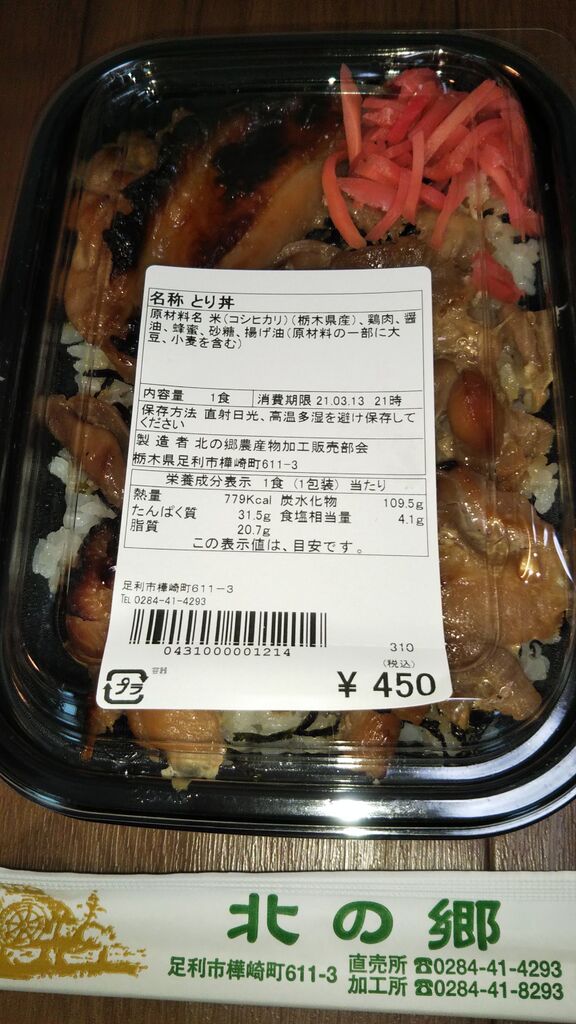 名称 とり丼
原材料名 米(コシヒカリ)(栃木県産)、鶏肉、醤
油、蜂蜜、砂糖、揚げ油(原材料の一部に大
豆、小麦を含む)
内容量 1食 消費期限 21.03.13 21時
保存方法 直射日光、高温多湿を避け保存して
ください
製造者 北の郷農産物加工販売部会
栃木県足利市樺崎町611-3
栄養成分表示 1食 (1包装) 当たり
熱量 779Kcal 炭水化物 109.5g
たんぱく質 31.5g 食塩相当量 4.1g
脂質 20.7g
この表示値は、目安です。
足利市樺崎町611-3
TEL 0284-41-4293
0431000001214
310
(税込)
プラ
容器
¥ 450
北の郷
足利市樺崎町611-3 直売所 ☎0284-41-4293
加工所 ☎0284-41-8293